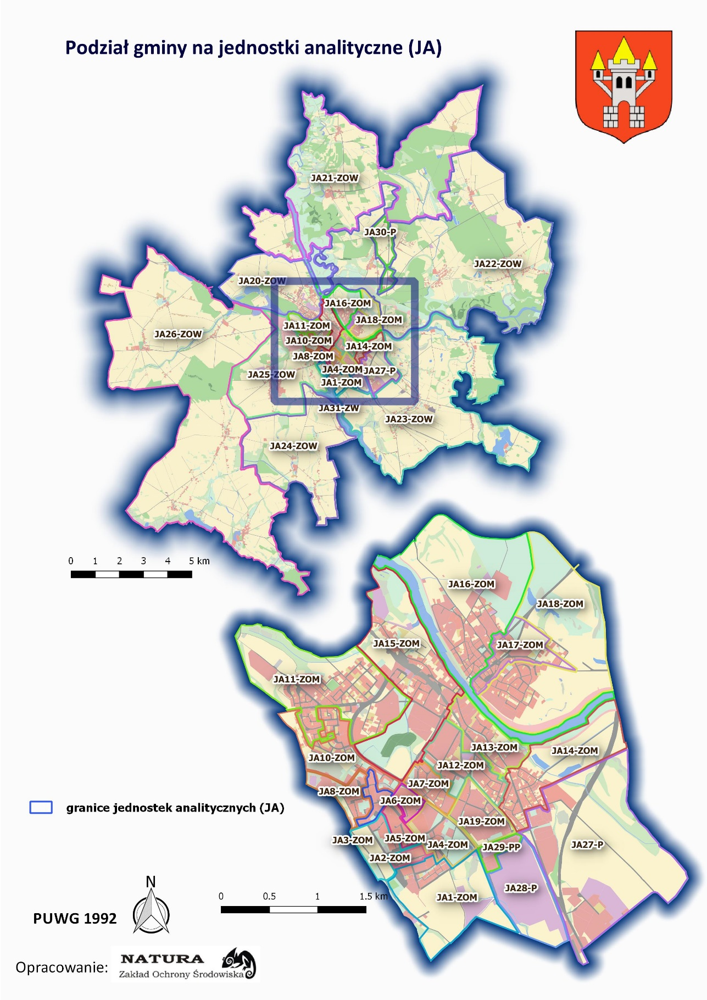 Podział gminy na jednostki analityczne (JA)
JA21-ZOW
JA30-P
JA22-ZOW
JA20-ZOW
JA16-ZOM
JA18-ZOM
JA11-ZOM
JA26-ZOW
JA10-ZOM
JA14-ZOM
JA8-ZOM
JA4-ZOM
JA27-P
JA25-ZOW
JA1-ZOM
JA31-ZW
JA23-ZOW
JA24-ZOW
0 1 2 3 4 5 km
JA16-ZOM
JA18-ZOM
JA15-ZOM
JA17-ZOM
JA11-ZOM
JA13-ZOM
JA14-ZOM
JA10-ZOM
JA12-ZOM
JA7-ZOM
JA8-ZOM
JA6-ZOM
granice jednostek analitycznych (JA)
JA19-ZOM
JA3-ZOM
JA5-ZOM
JA4-ZOM
JA29-PP
JA27-P
JA2-ZOM
JA28-P
JA1-ZOM
N
0 0.5 1 1.5 km
PUWG 1992
Opracowanie:
NATURA
Zakład Ochrony Środowiska